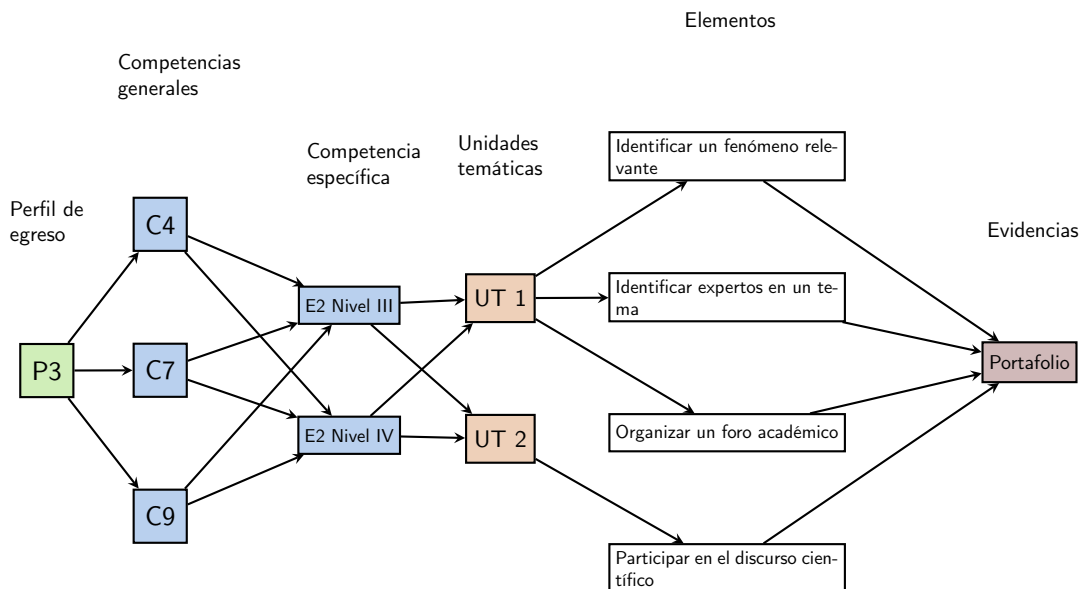 Elementos
Competencias
generales
Competencia
específica
Unidades
temáticas
Perfil de
egreso
Evidencias
P3
C4
C7
C9
E2 Nivel III
E2 Nivel IV
UT 1
UT 2
Identificar un fenómeno rele-
vante
Identificar expertos en un te-
ma
Organizar un foro académico
Participar en el discurso cien-
tífico
Portafolio